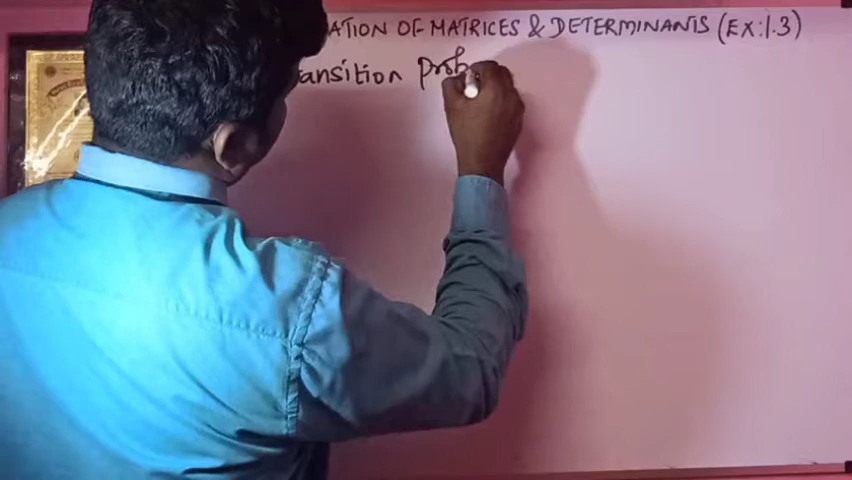 ATION OF MATRICES & DETERMINANTS (EX:1.3)
ansition prob